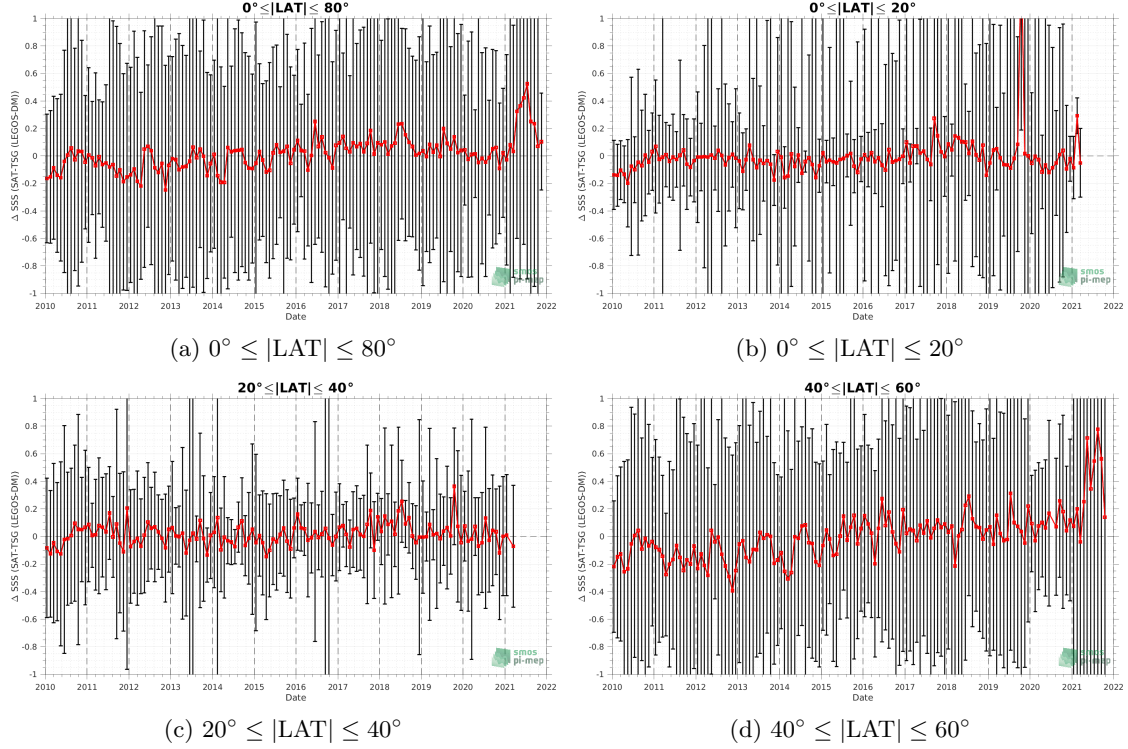 0°≤|LAT|≤ 80°
1
0.8
0.6
0.4
0.2
0
-0.2
-0.4
-0.6
-0.8
-1
Δ SSS (SAT-TSG (LEGOS-DM))
2010 2011 2012 2013 2014 2015 2016 2017 2018 2019 2020 2021 2022
Date
smos
pi-mep
(a) 0° ≤ |LAT| ≤ 80°
0°≤|LAT|≤ 20°
1
0.8
0.6
0.4
0.2
0
-0.2
-0.4
-0.6
-0.8
-1
Δ SSS (SAT-TSG (LEGOS-DM))
2010 2011 2012 2013 2014 2015 2016 2017 2018 2019 2020 2021 2022
Date
smos
pi-mep
(b) 0° ≤ |LAT| ≤ 20°
20°≤|LAT|≤ 40°
1
0.8
0.6
0.4
0.2
0
-0.2
-0.4
-0.6
-0.8
-1
Δ SSS (SAT-TSG (LEGOS-DM))
2010 2011 2012 2013 2014 2015 2016 2017 2018 2019 2020 2021 2022
Date
smos
pi-mep
(c) 20° ≤ |LAT| ≤ 40°
40°≤|LAT|≤ 60°
1
0.8
0.6
0.4
0.2
0
-0.2
-0.4
-0.6
-0.8
-1
Δ SSS (SAT-TSG (LEGOS-DM))
2010 2011 2012 2013 2014 2015 2016 2017 2018 2019 2020 2021 2022
Date
smos
pi-mep
(d) 40° ≤ |LAT| ≤ 60°